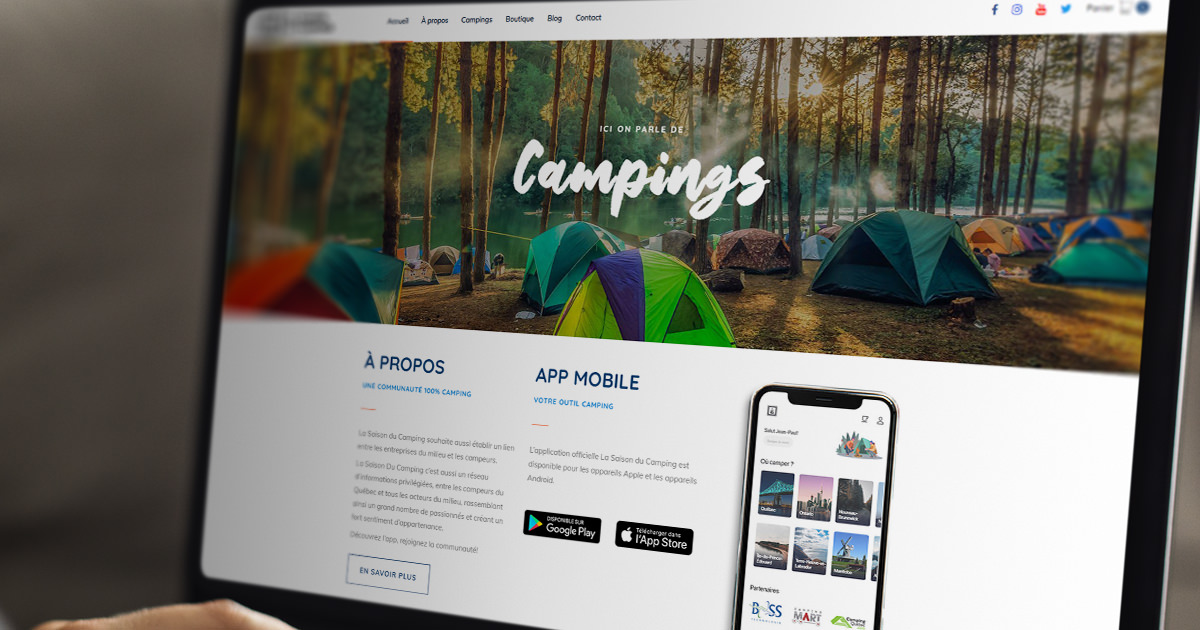 Accueil À propos Campings Boutique Blog Contact
Panier
ICI ON PARLE DE
Campings
À PROPOS
UNE COMMUNAUTÉ 100% CAMPING
La Saison du Camping souhaite aussi établir un lien
entre les entreprises du milieu et les campeurs.
La Saison Du Camping c'est aussi un réseau
d'informations privilégiées, entre les campeurs du
Québec et tous les acteurs du milieu, rassemblant
ainsi un grand nombre de passionnés et créant un
fort sentiment d'appartenance.
Découvrez l'app, rejoignez la communauté!
EN SAVOIR PLUS
APP MOBILE
VOTRE OUTIL CAMPING
L'application officielle La Saison du Camping est
disponible pour les appareils Apple et les appareils
Android.
DISPONIBLE SUR
Google Play
Télécharger dans
l'App Store
Salut Jean-Paul!
Où camper ?
Québec
Ontario
Nouveau-
Brunswick
Île-du-Prince-
Édouard
Terre-Neuve-et-
Labrador
Manitoba
Partenaires
BOSS
TECHNOLOGIE
CAMPING
MART
Camping
Québec